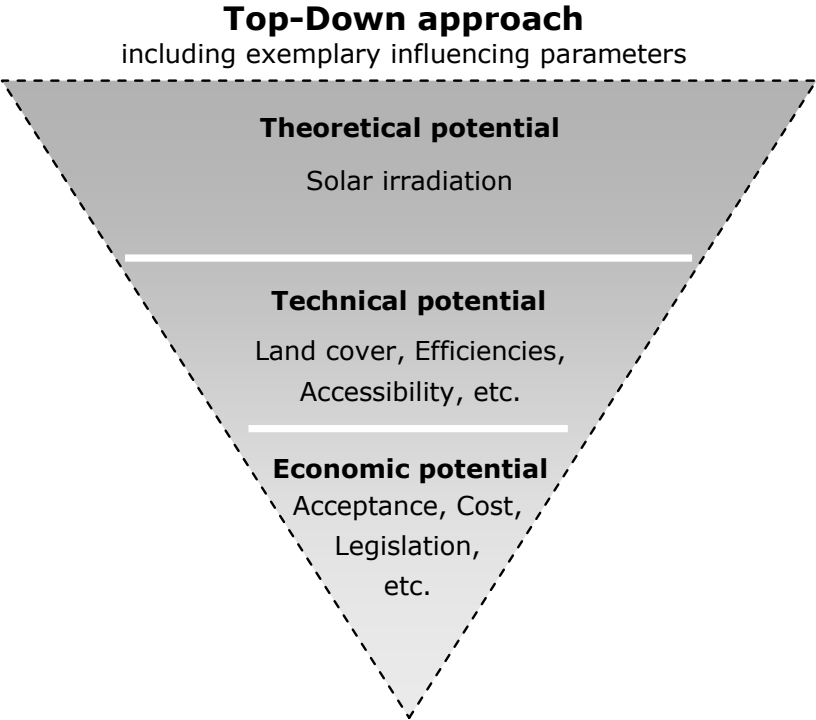 Top-Down approach
including exemplary influencing parameters
Theoretical potential
Solar irradiation
Technical potential
Land cover, Efficiencies,
Accessibility, etc.
Economic potential
Acceptance, Cost,
Legislation,
etc.